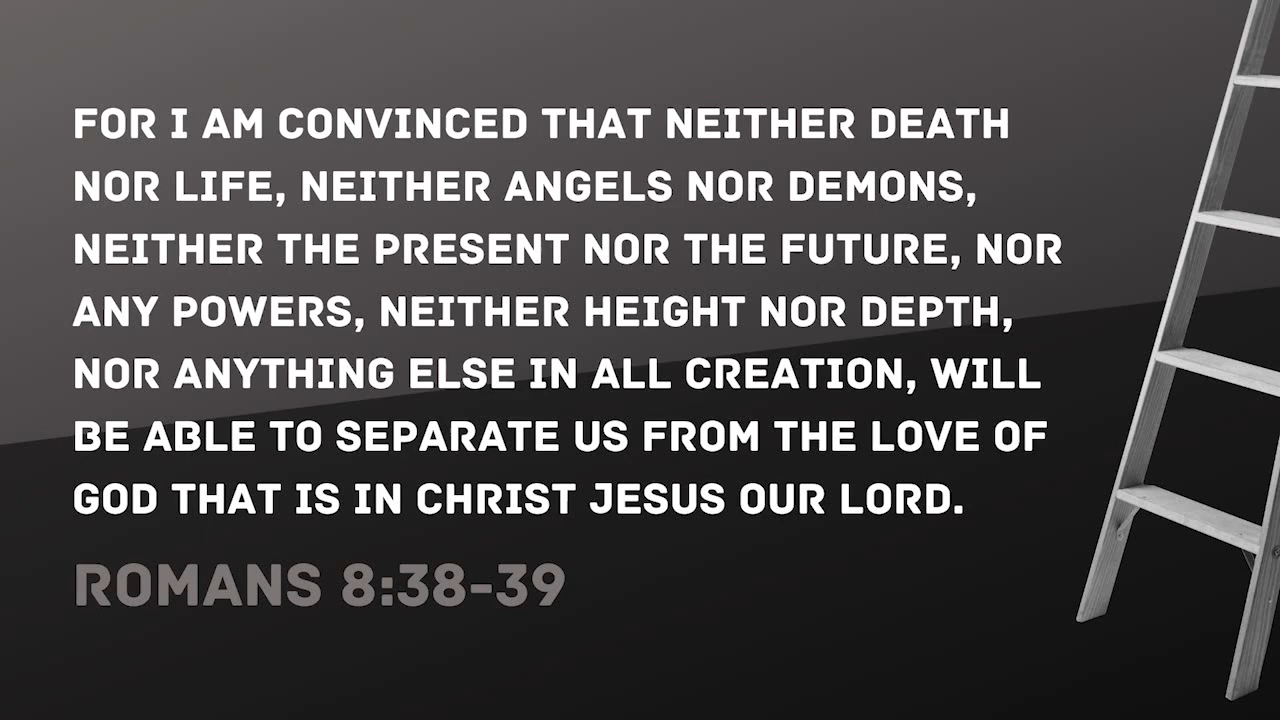 FOR I AM CONVINCED THAT NEITHER DEATH
NOR LIFE, NEITHER ANGELS NOR DEMONS,
NEITHER THE PRESENT NOR THE FUTURE, NOR
ANY POWERS, NEITHER HEIGHT NOR DEPTH,
NOR ANYTHING ELSE IN ALL CREATION, WILL
BE ABLE TO SEPARATE US FROM THE LOVE OF
GOD THAT IS IN CHRIST JESUS OUR LORD.
ROMANS 8:38-39